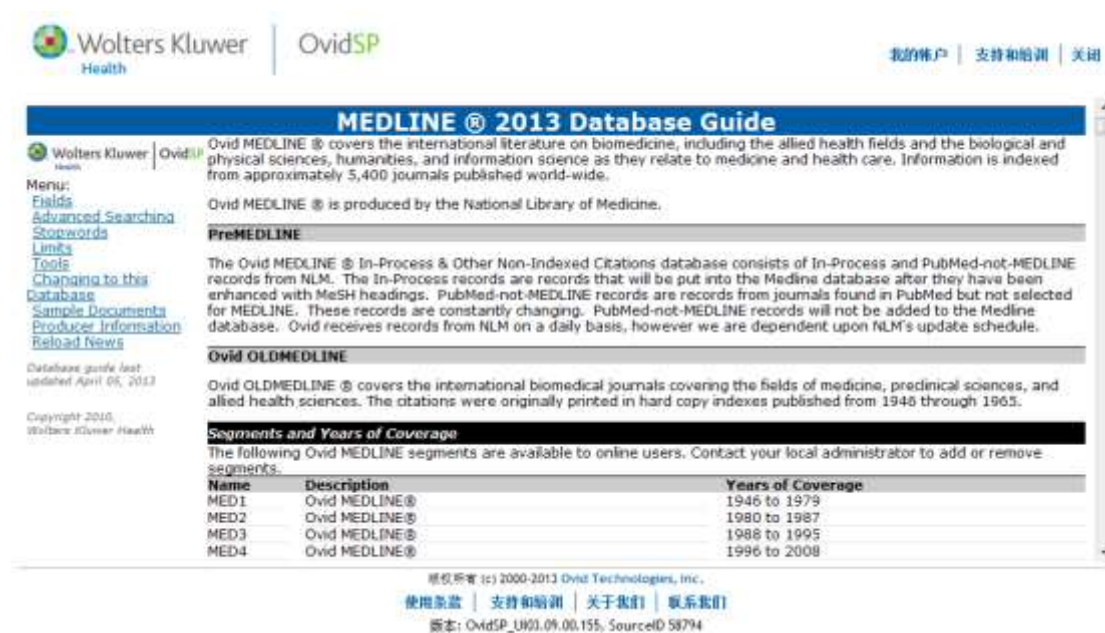 Wolters Kluwer
Health
OvidSP
我的帐户 | 支持和培训 | 关闭
MEDLINE ® 2013 Database Guide
Wolters Kluwer | OvidSP
Health
Menu:
Fields
Advanced Searching
Stopwords
Limits
Tools
Changing to this
Database
Sample Documents
Producer Information
Reload News
Database guide last
updated April 05, 2013
Copyright 2010,
Wolters Kluwer Health
Ovid MEDLINE ® covers the international literature on biomedicine, including the allied health fields and the biological and
physical sciences, humanities, and information science as they relate to medicine and health care. Information is indexed
from approximately 5,400 journals published world-wide.
Ovid MEDLINE ® is produced by the National Library of Medicine.
PreMEDLINE
The Ovid MEDLINE ® In-Process & Other Non-Indexed Citations database consists of In-Process and PubMed-not-MEDLINE
records from NLM. The In-Process records are records that will be put into the Medline database after they have been
enhanced with MeSH headings. PubMed-not-MEDLINE records are records from journals found in PubMed but not selected
for MEDLINE. These records are constantly changing. PubMed-not-MEDLINE records will not be added to the Medline
database. Ovid receives records from NLM on a daily basis, however we are dependent upon NLM's update schedule.
Ovid OLDMEDLINE
Ovid OLDMEDLINE ® covers the international biomedical journals covering the fields of medicine, preclinical sciences, and
allied health sciences. The citations were originally printed in hard copy indexes published from 1946 through 1965.
Segments and Years of Coverage
The following Ovid MEDLINE segments are available to online users. Contact your local administrator to add or remove
segments.
Name Description Years of Coverage
MED1 Ovid MEDLINE® 1946 to 1979
MED2 Ovid MEDLINE® 1980 to 1987
MED3 Ovid MEDLINE® 1988 to 1995
MED4 Ovid MEDLINE® 1996 to 2008
版权所有 (c) 2000-2013 Ovid Technologies, Inc.
使用条款 | 支持和培训 | 关于我们 | 联系我们
版本: OvidSP_UI03.09.00.155, SourceID 58794